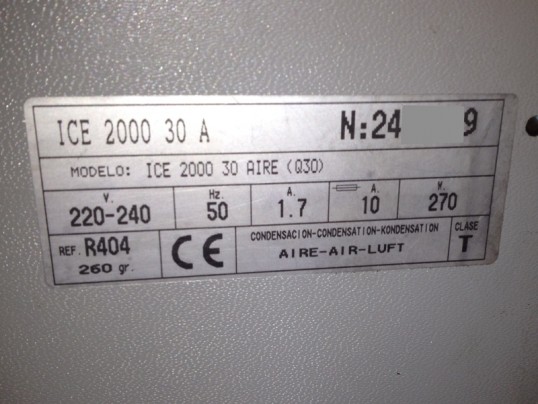 ICE 2000 30 A N:24 9
MODELO: ICE 2000 30 AIRE (Q30)
V. Hz. A. A. W.
220-240 50 1.7 10 270
REF. R404 CE CONDENSACION-CONDENSATION-KONDENSATION CLASE
260 gr. AIRE-AIR-LUFT T